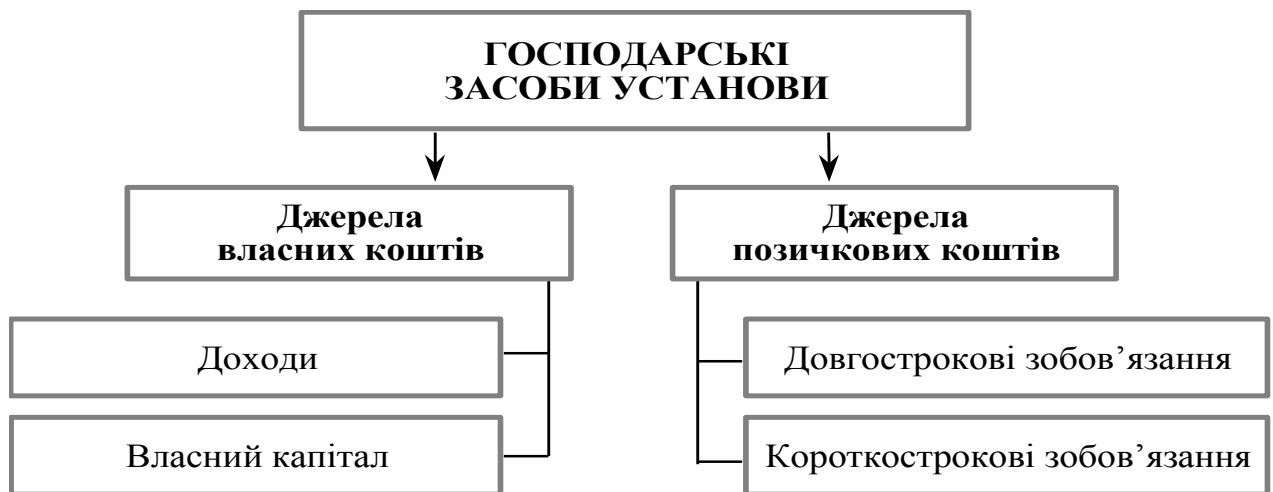 ГОСПОДАРСЬКІ
ЗАСОБИ УСТАНОВИ
Джерела
власних коштів
Джерела
позичкових коштів
Доходи
Довгострокові зобов’язання
Власний капітал
Короткострокові зобов’язання